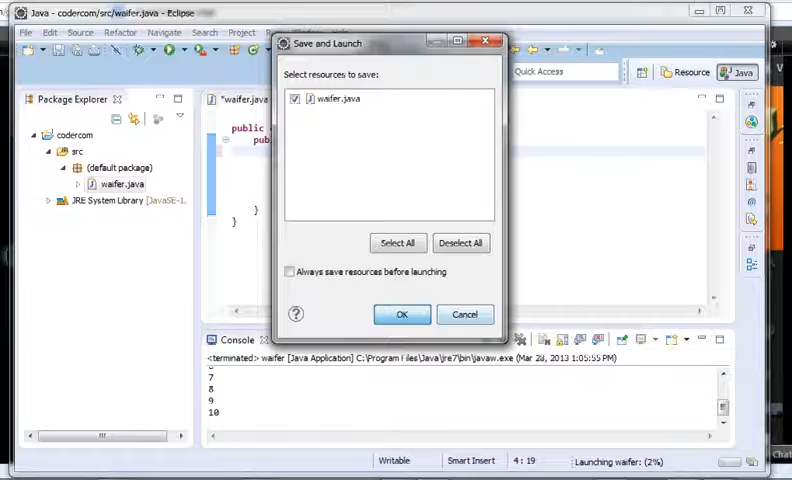 Java - codercom/src/waifer.java - Eclipse
File Edit Source Refactor Navigate Search
Save and Launch
Quick Access
Resource
Java
Package Explorer
codercom
src
(default package)
waifer.java
JRE System Library [JavaSE-1.
*waifer.java
public
}
}
Select resources to save:
waifer.java
Select All
Deselect All
Always save resources before launching
?
OK
Cancel
Console
<terminated> waifer [Java Application] C:\Program Files\Java\jre7\bin\javaw.exe (Mar 28, 2013 1:05:55 PM)
7
8
9
10
Writable
Smart Insert
4 : 19
Launching waifer: (2%)
Chat